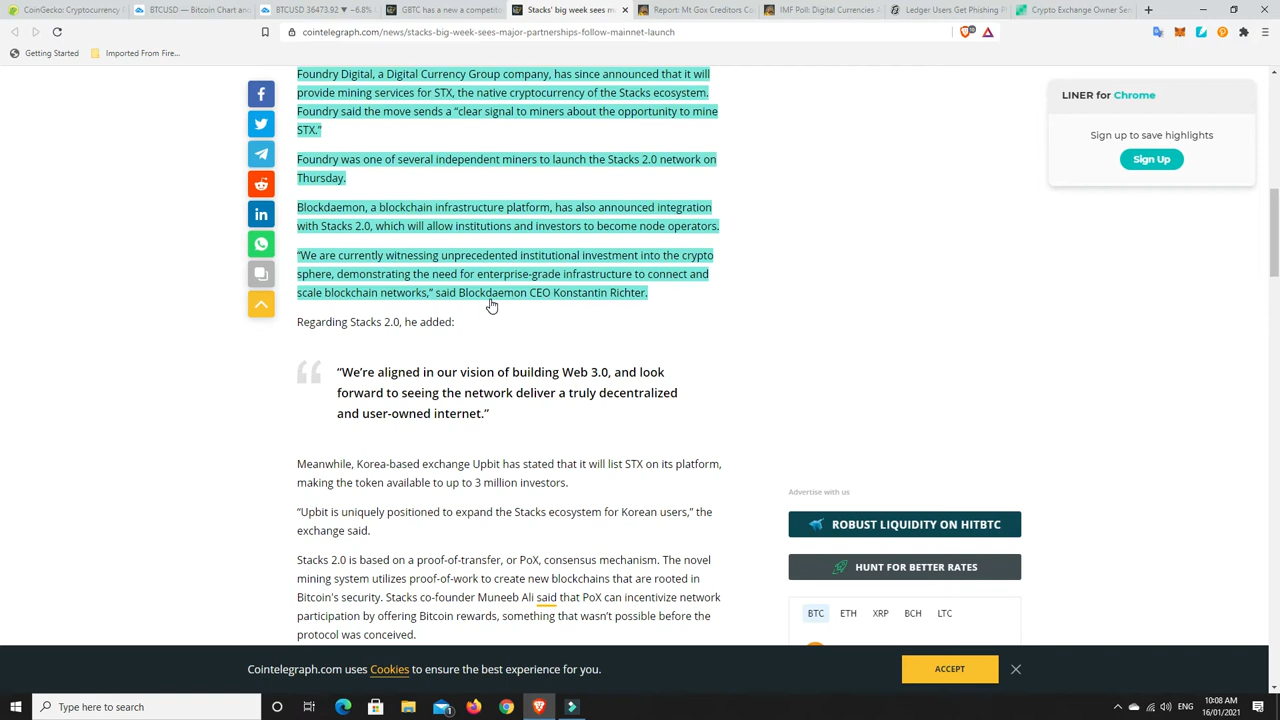 CoinGecko: Cryptocurrency P
BTCUSD — Bitcoin Chart and
BTCUSD 36473.92 ▼ −6.8%
GBTC has a new a competito
Stacks' big week sees m
Report: Mt Gox Creditors Co
IMF Poll: Digital Currencies A
Ledger Users Get Phishing
Crypto Exchange Owner Sen
cointelegraph.com/news/stacks-big-week-sees-major-partnerships-follow-mainnet-launch
Getting Started
Imported From...
Foundry Digital, a Digital Currency Group company, has since announced that it will
provide mining services for STX, the native cryptocurrency of the Stacks ecosystem.
Foundry said the move sends a “clear signal to miners about the opportunity to mine
STX.”
Foundry was one of several independent miners to launch the Stacks 2.0 network on
Thursday.
Blockdaemon, a blockchain infrastructure platform, has also announced integration
with Stacks 2.0, which will allow institutions and investors to become node operators.
“We are currently witnessing unprecedented institutional investment into the crypto
sphere, demonstrating the need for enterprise-grade infrastructure to connect and
scale blockchain networks,” said Blockdaemon CEO Konstantin Richter.
Regarding Stacks 2.0, he added:
“We’re aligned in our vision of building Web 3.0, and look
forward to seeing the network deliver a truly decentralized
and user-owned internet.”
Meanwhile, Korea-based exchange Upbit has stated that it will list STX on its platform,
making the token available to up to 3 million investors.
“Upbit is uniquely positioned to expand the Stacks ecosystem for Korean users,” the
exchange said.
Stacks 2.0 is based on a proof-of-transfer, or PoX, consensus mechanism. The novel
mining system utilizes proof-of-work to create new blockchains that are rooted in
Bitcoin's security. Stacks co-founder Muneeb Ali said that PoX can incentivize network
participation by offering Bitcoin rewards, something that wasn’t possible before the
protocol was conceived.
LINER for Chrome
Sign up to save highlights
Sign Up
Advertise with us
ROBUST LIQUIDITY ON HITBTC
HUNT FOR BETTER RATES
BTC ETH XRP BCH LTC
Cointelegraph.com uses Cookies to ensure the best experience for you.
ACCEPT
Type here to search
ENG
10:08 AM
16/01/2021